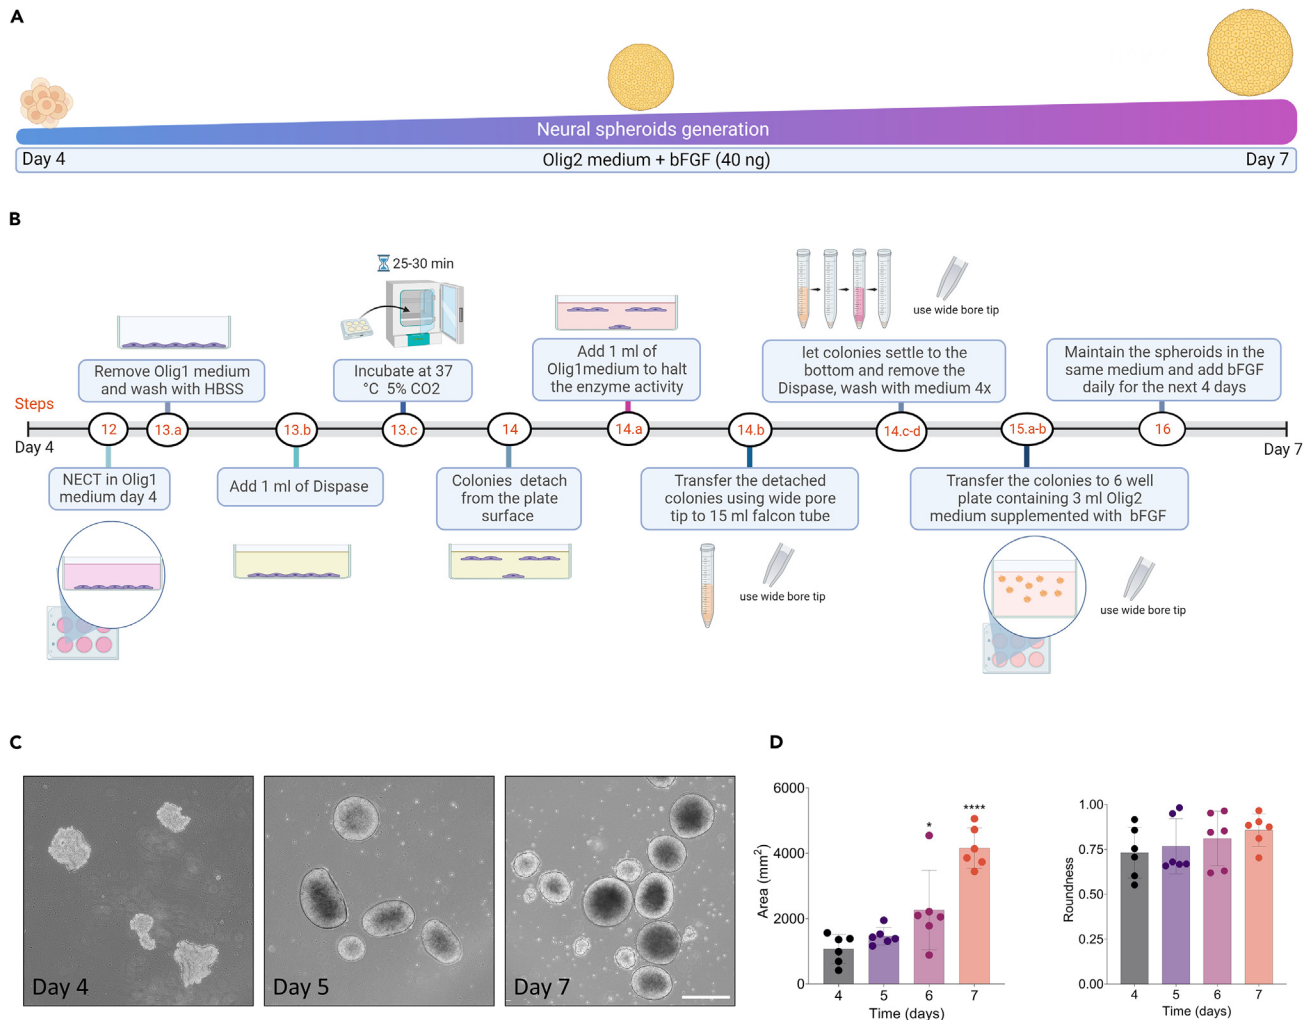 A
Neural spheroids generation
Day 4
Olig2 medium + bFGF (40 ng)
Day 7
B
25-30 min
use wide bore tip
Remove Olig1 medium
and wash with HBSS
Incubate at 37
°C 5% CO2
Add 1 ml of
Olig1medium to halt
the enzyme activity
let colonies settle to the
bottom and remove the
Dispase, wash with medium 4x
Maintain the spheroids in the
same medium and add bFGF
daily for the next 4 days
Steps
12
13.a
13.b
13.c
14
14.a
14.b
14.c-d
15.a-b
16
Day 4
Day 7
NECT in Olig1
medium day 4
Add 1 ml of Dispase
Colonies detach
from the plate
surface
Transfer the detached
colonies using wide pore
tip to 15 ml falcon tube
Transfer the colonies to 6 well
plate containing 3 ml Olig2
medium supplemented with bFGF
use wide bore tip
use wide bore tip
C
Day 4
Day 5
Day 7
D
Area (mm²)
6000
4000
2000
0
*
****
4
5
6
7
Time (days)
Roundness
1.00
0.75
0.50
0.25
0.00
4
5
6
7
Time (days)